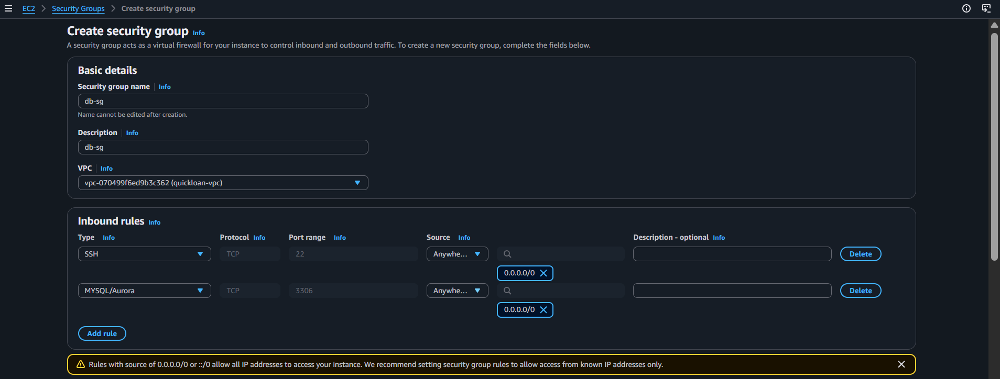 EC2 > Security Groups > Create security group
Create security group Info
A security group acts as a virtual firewall for your instance to control inbound and outbound traffic. To create a new security group, complete the fields below.
Basic details
Security group name Info
db-sg
Name cannot be edited after creation.
Description Info
db-sg
VPC Info
vpc-070499f6ed9b3c362 (quickloan-vpc)
Inbound rules Info
Type Info Protocol Info Port range Info Source Info Description - optional Info
SSH TCP 22 Anywhe... Delete
0.0.0.0/0
MYSQL/Aurora TCP 3306 Anywhe... Delete
0.0.0.0/0
Add rule
Rules with source of 0.0.0.0/0 or ::/0 allow all IP addresses to access your instance. We recommend setting security group rules to allow access from known IP addresses only.